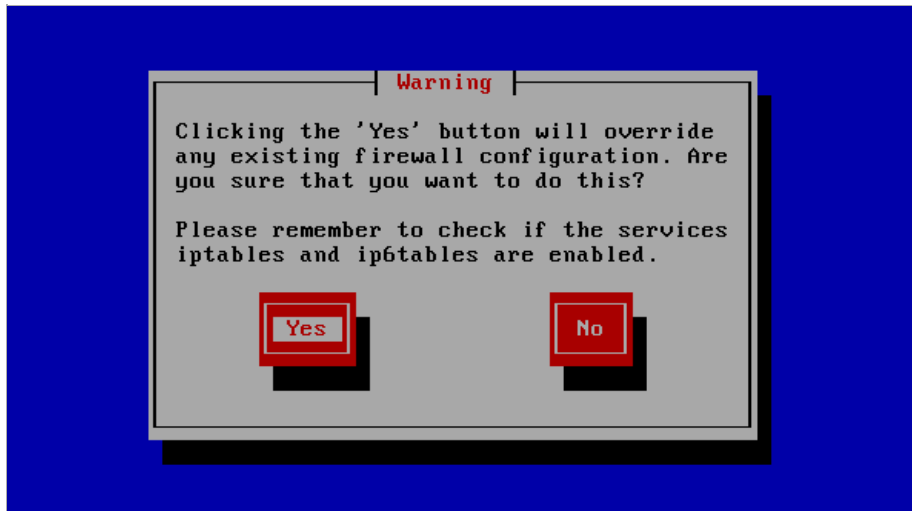 Warning
Clicking the 'Yes' button will override
any existing firewall configuration. Are
you sure that you want to do this?
Please remember to check if the services
iptables and ip6tables are enabled.
Yes
No